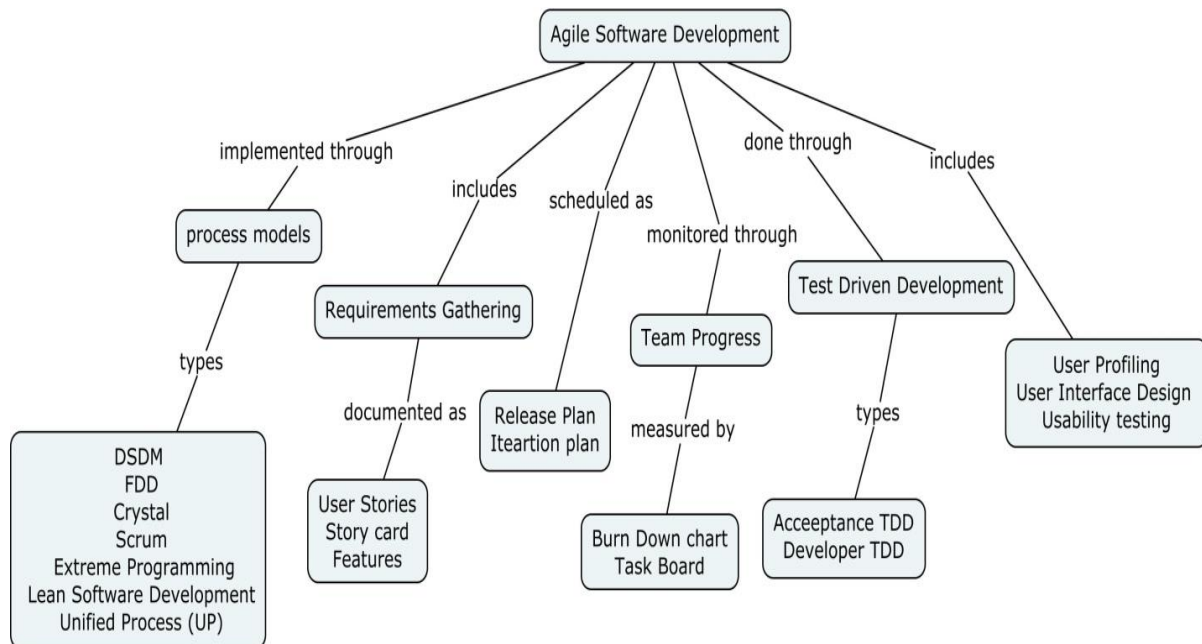 Agile Software Development
implemented through
includes
scheduled as
monitored through
done through
includes
process models
types
DSDM
FDD
Crystal
Scrum
Extreme Programming
Lean Software Development
Unified Process (UP)
Requirements Gathering
documented as
User Stories
Story card
Features
Release Plan
Iteartion plan
Team Progress
measured by
Burn Down chart
Task Board
Test Driven Development
types
Acceeptance TDD
Developer TDD
User Profiling
User Interface Design
Usability testing